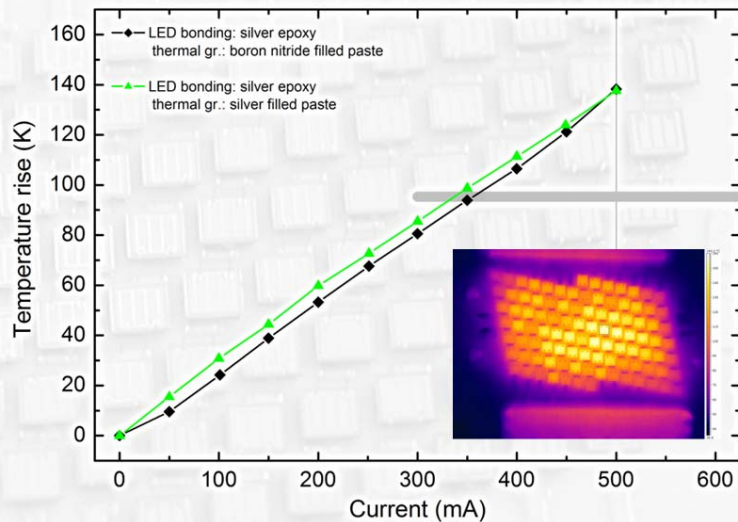 160
140
120
100
80
60
40
20
0
Temperature rise (K)
LED bonding: silver epoxy
thermal gr.: boron nitride filled paste
LED bonding: silver epoxy
thermal gr.: silver filled paste
0
100
200
300
400
500
600
Current (mA)